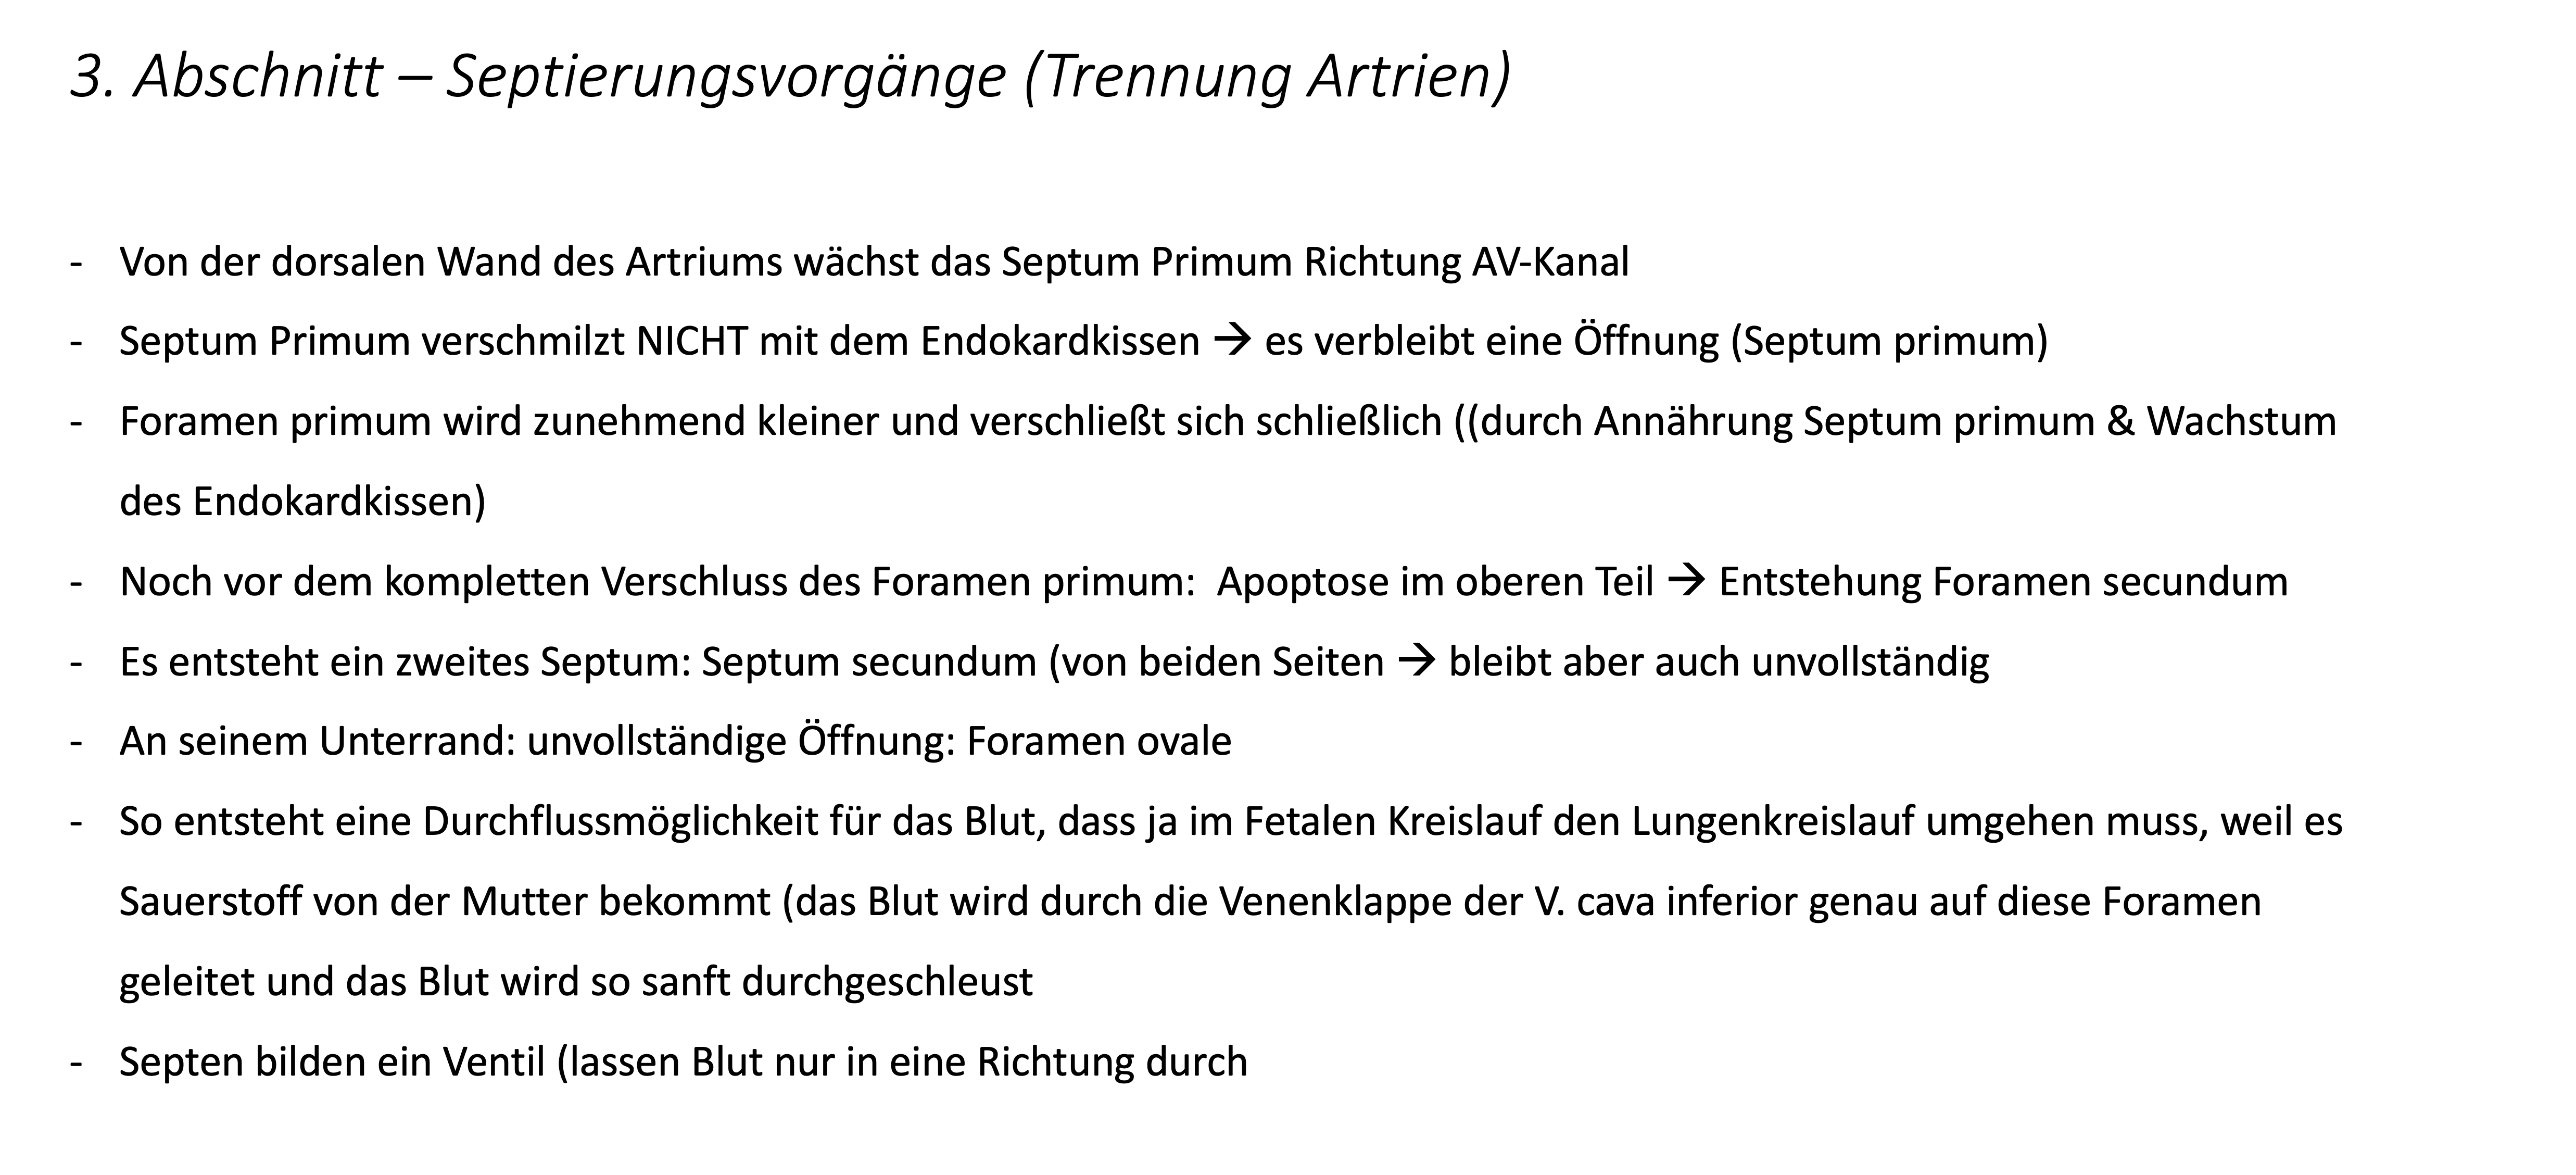 3. Abschnitt – Septierungsvorgänge (Trennung Artrien)
- Von der dorsalen Wand des Artriums wächst das Septum Primum Richtung AV-Kanal
- Septum Primum verschmilzt NICHT mit dem Endokardkissen → es verbleibt eine Öffnung (Septum primum)
- Foramen primum wird zunehmend kleiner und verschließt sich schließlich ((durch Annährung Septum primum & Wachstum
des Endokardkissen)
- Noch vor dem kompletten Verschluss des Foramen primum:  Apoptose im oberen Teil → Entstehung Foramen secundum
- Es entsteht ein zweites Septum: Septum secundum (von beiden Seiten → bleibt aber auch unvollständig
- An seinem Unterrand: unvollständige Öffnung: Foramen ovale
- So entsteht eine Durchflussmöglichkeit für das Blut, dass ja im Fetalen Kreislauf den Lungenkreislauf umgehen muss, weil es
Sauerstoff von der Mutter bekommt (das Blut wird durch die Venenklappe der V. cava inferior genau auf diese Foramen
geleitet und das Blut wird so sanft durchgeschleust
- Septen bilden ein Ventil (lassen Blut nur in eine Richtung durch